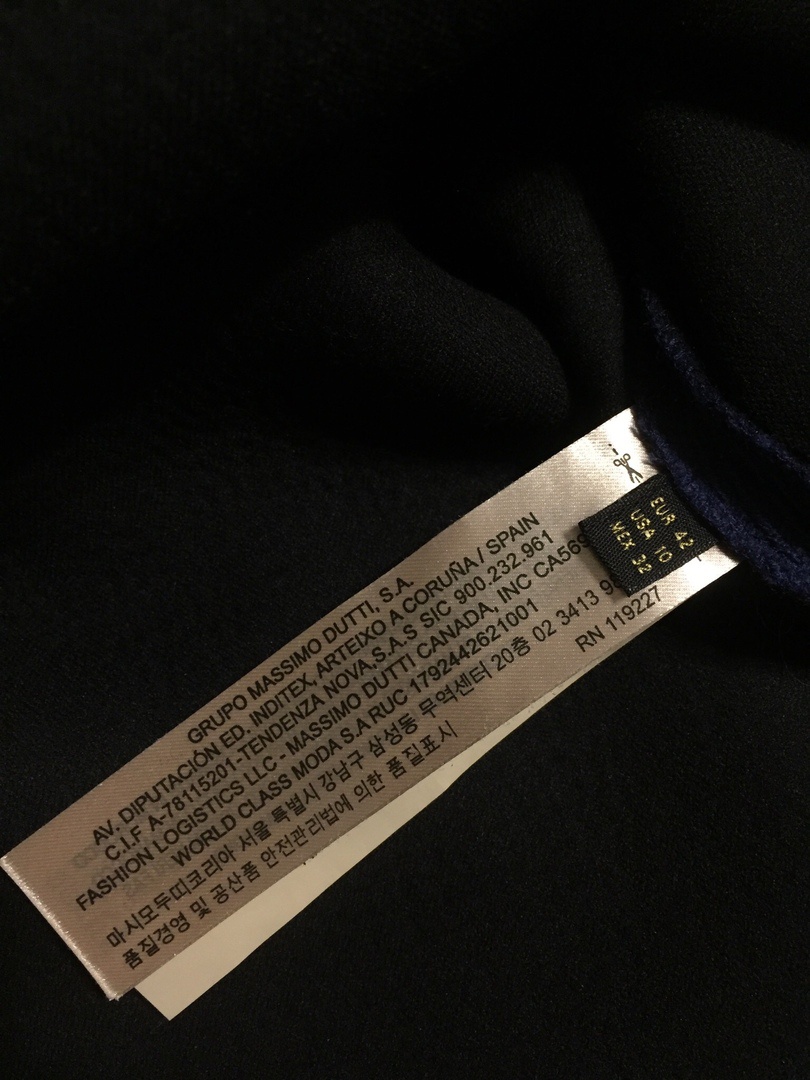 GRUPO MASSIMO DUTTI, S.A.
AV. DIPUTACIÓN ED. INDITEX, ARTEIXO A CORUÑA / SPAIN
C.I.F A-78115201-TENDENZA NOVA,S.A.S SIC 900.232.961
FASHION LOGISTICS LLC - MASSIMO DUTTI CANADA, INC
WORLD CLASS MODA S.A RUC 1792442621001
RN 119227
마시모두띠코리아 서울 특별시 강남구 삼성동 무역센터 20층 02 3413
품질경영 및 공산품 안전관리법에 의한 품질표시
EUR 42
USA 10
MEX 32